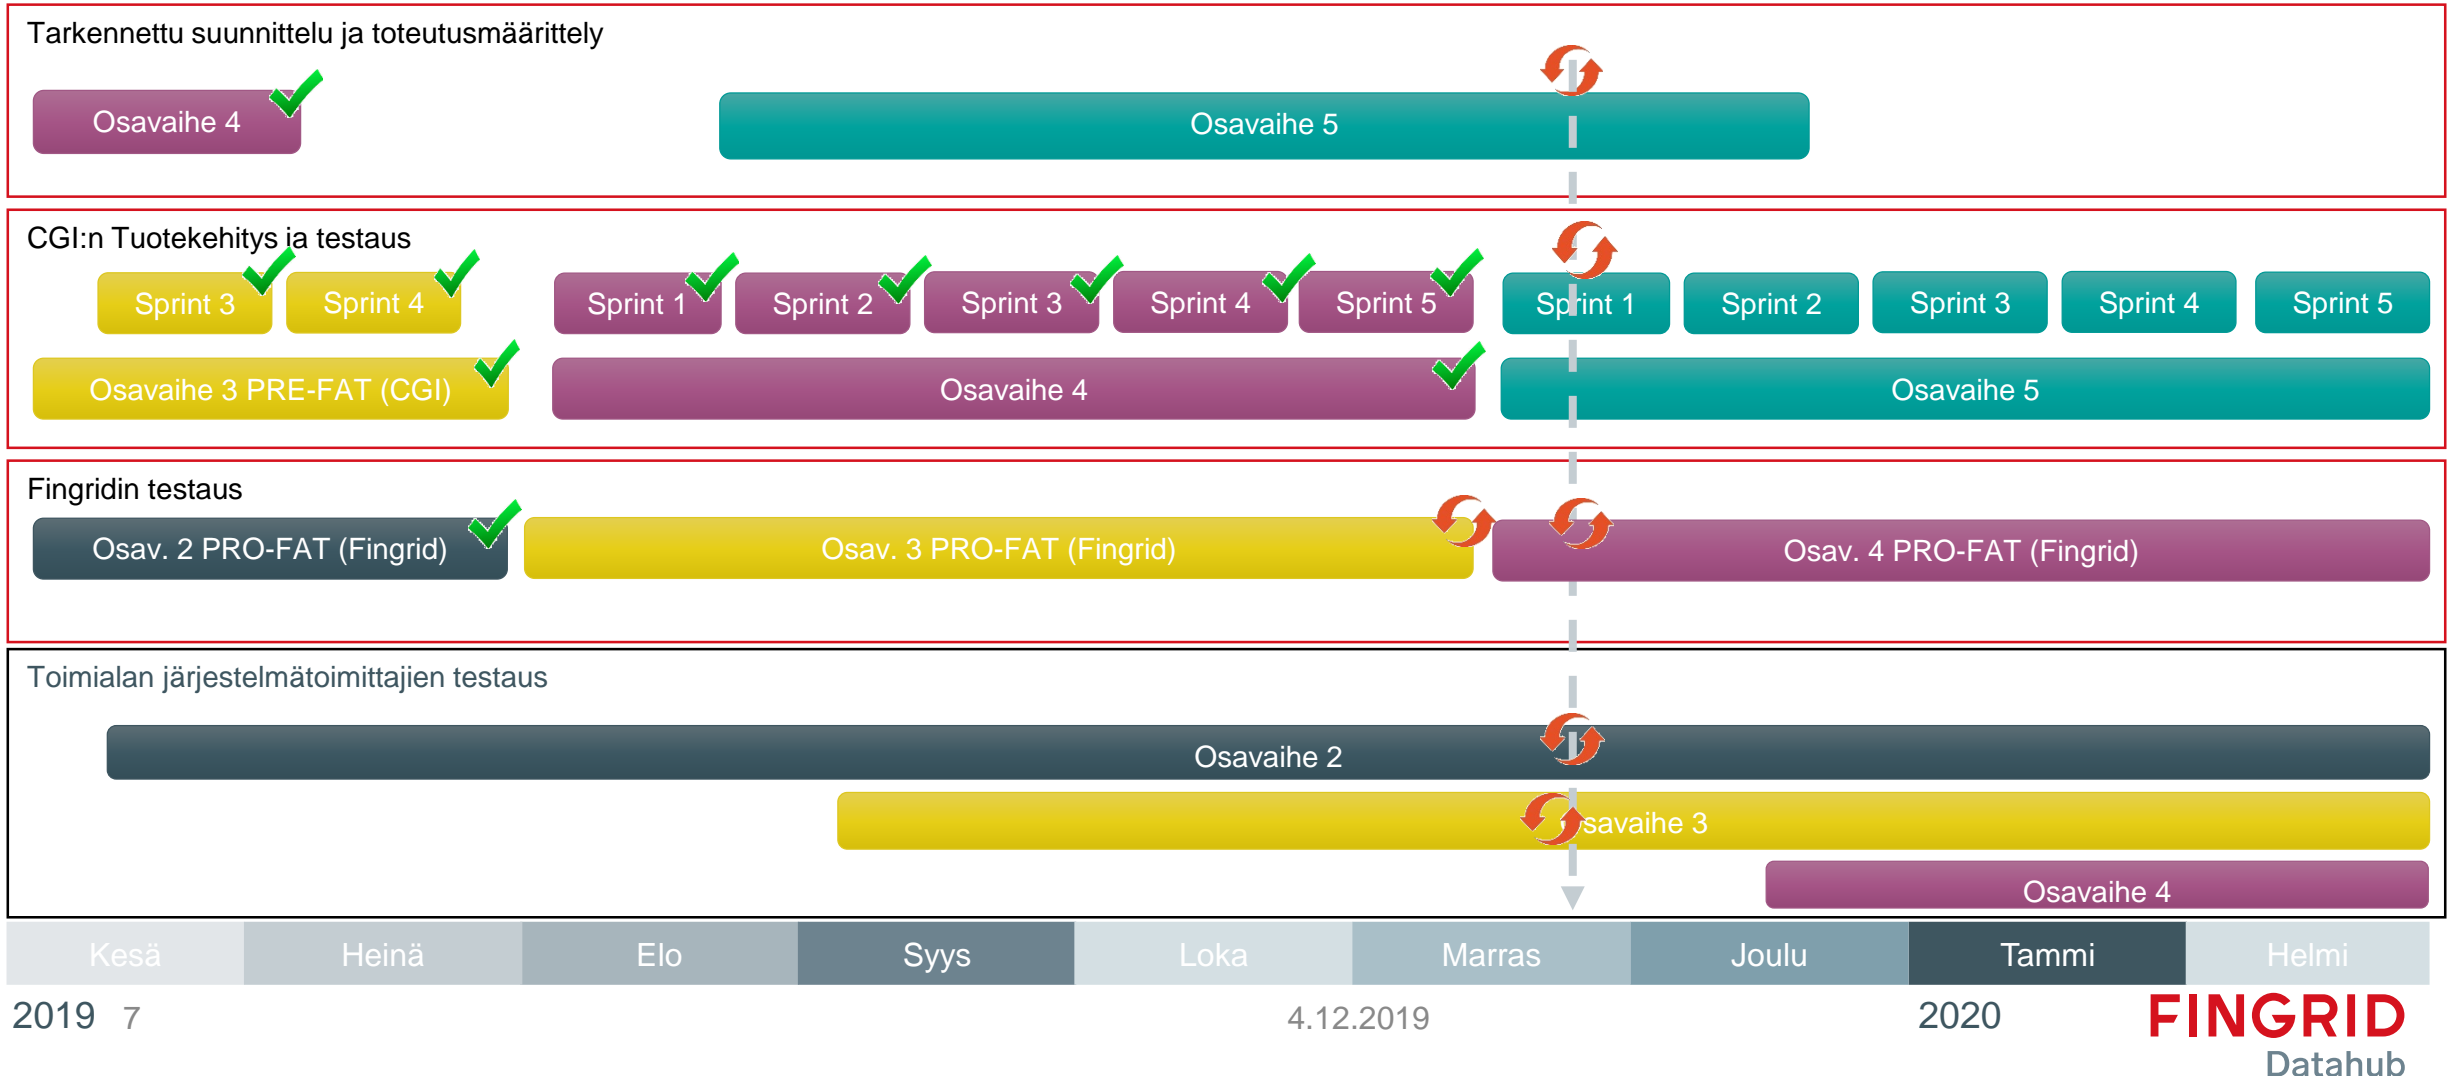 Tarkennettu suunnittelu ja toteutusmäärittely
Osavaihe 4
Osavaihe 5
CGI:n Tuotekehitys ja testaus
Sprint 3
Sprint 4
Sprint 1
Sprint 2
Sprint 3
Sprint 4
Sprint 5
Sprint 1
Sprint 2
Sprint 3
Sprint 4
Sprint 5
Osavaihe 3 PRE-FAT (CGI)
Osavaihe 4
Osavaihe 5
Fingridin testaus
Osav. 2 PRO-FAT (Fingrid)
Osav. 3 PRO-FAT (Fingrid)
Osav. 4 PRO-FAT (Fingrid)
Toimialan järjestelmätoimittajien testaus
Osavaihe 2
Osavaihe 3
Osavaihe 4
Kesä
Heinä
Elo
Syys
Loka
Marras
Joulu
Tammi
Helmi
2019
7
4.12.2019
2020
FINGRID
Datahub